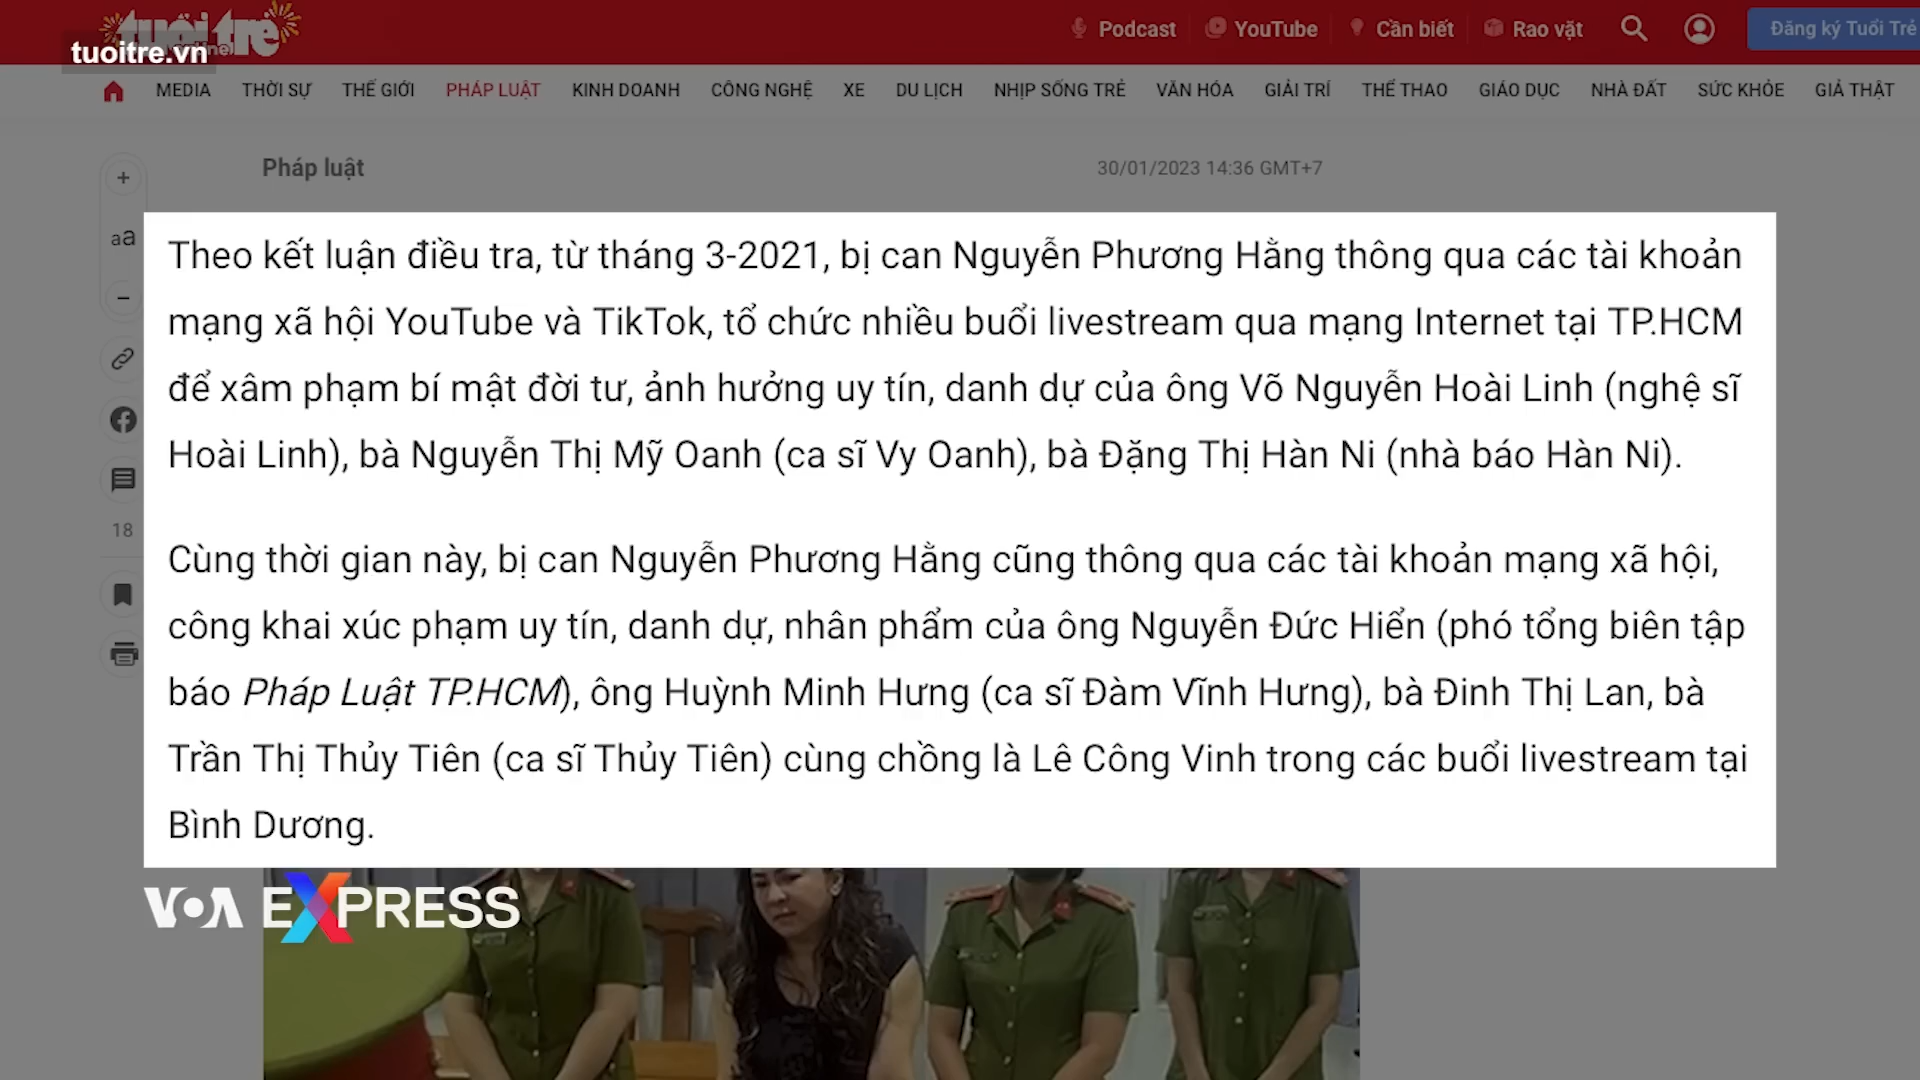 tuổi trẻ
tuoitre.vn
Podcast
YouTube
Cần biết
Rao vặt
Đăng ký Tuổi Trẻ
MEDIA
THỜI SỰ
THẾ GIỚI
PHÁP LUẬT
KINH DOANH
CÔNG NGHỆ
XE
DU LỊCH
NHỊP SỐNG TRẺ
VĂN HÓA
GIẢI TRÍ
THỂ THAO
GIÁO DỤC
NHÀ ĐẤT
SỨC KHỎE
GIẢ THẬT
Pháp luật
30/01/2023 14:36 GMT+7
+
aa
−
18
Theo kết luận điều tra, từ tháng 3-2021, bị can Nguyễn Phương Hằng thông qua các tài khoản
mạng xã hội YouTube và TikTok, tổ chức nhiều buổi livestream qua mạng Internet tại TP.HCM
để xâm phạm bí mật đời tư, ảnh hưởng uy tín, danh dự của ông Võ Nguyễn Hoài Linh (nghệ sĩ
Hoài Linh), bà Nguyễn Thị Mỹ Oanh (ca sĩ Vy Oanh), bà Đặng Thị Hàn Ni (nhà báo Hàn Ni).
Cùng thời gian này, bị can Nguyễn Phương Hằng cũng thông qua các tài khoản mạng xã hội,
công khai xúc phạm uy tín, danh dự, nhân phẩm của ông Nguyễn Đức Hiển (phó tổng biên tập
báo Pháp Luật TP.HCM), ông Huỳnh Minh Hưng (ca sĩ Đàm Vĩnh Hưng), bà Đinh Thị Lan, bà
Trần Thị Thủy Tiên (ca sĩ Thủy Tiên) cùng chồng là Lê Công Vinh trong các buổi livestream tại
Bình Dương.
VOA EXPRESS